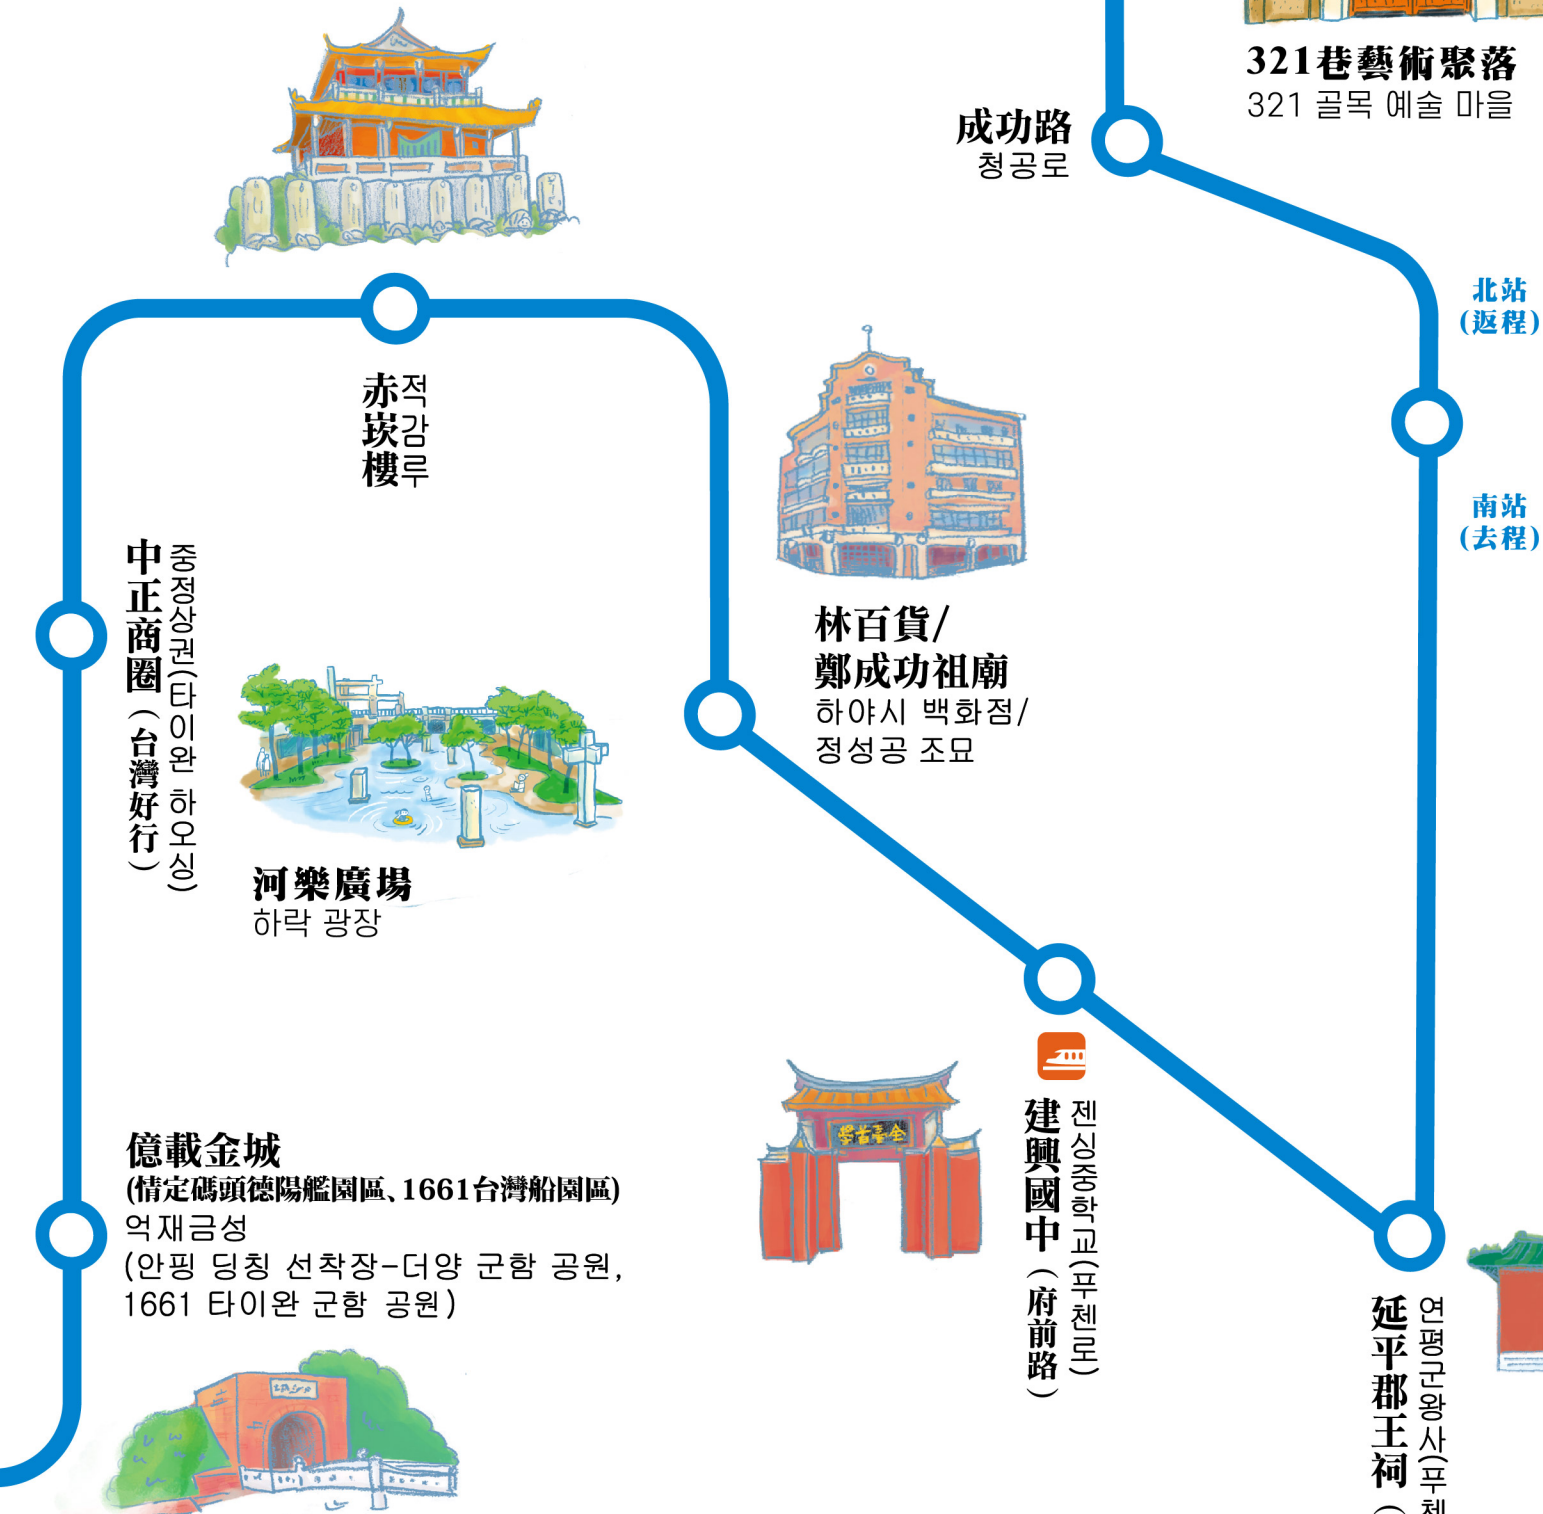 321巷藝術聚落
321 골목 예술 마을
成功路
청공로
北站
(返程)
南站
(去程)
赤崁樓
적감루
林百貨/
鄭成功祖廟
하야시 백화점/
정성공 조묘
中正商圈（台灣好行）
중정상권(타이완 하오싱)
河樂廣場
하락 광장
億載金城
(情定碼頭德陽艦園區、1661台灣船園區)
억재금성
(안핑 딩칭 선착장-더양 군함 공원,
1661 타이완 군함 공원)
全臺首學
建興國中（府前路）
젠싱중학교(푸첸로)
延平郡王祠（
연평군왕사(푸첸